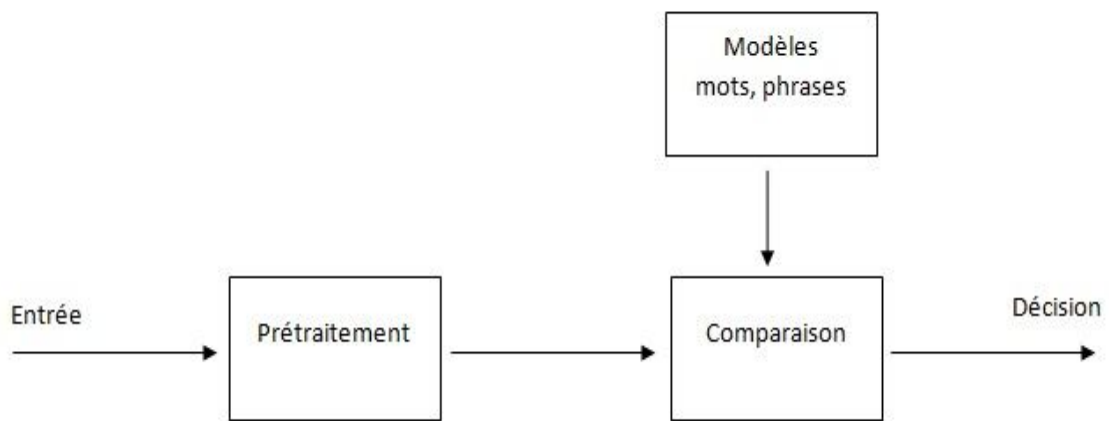 Modèles
mots, phrases
Entrée
Prétraitement
Comparaison
Décision